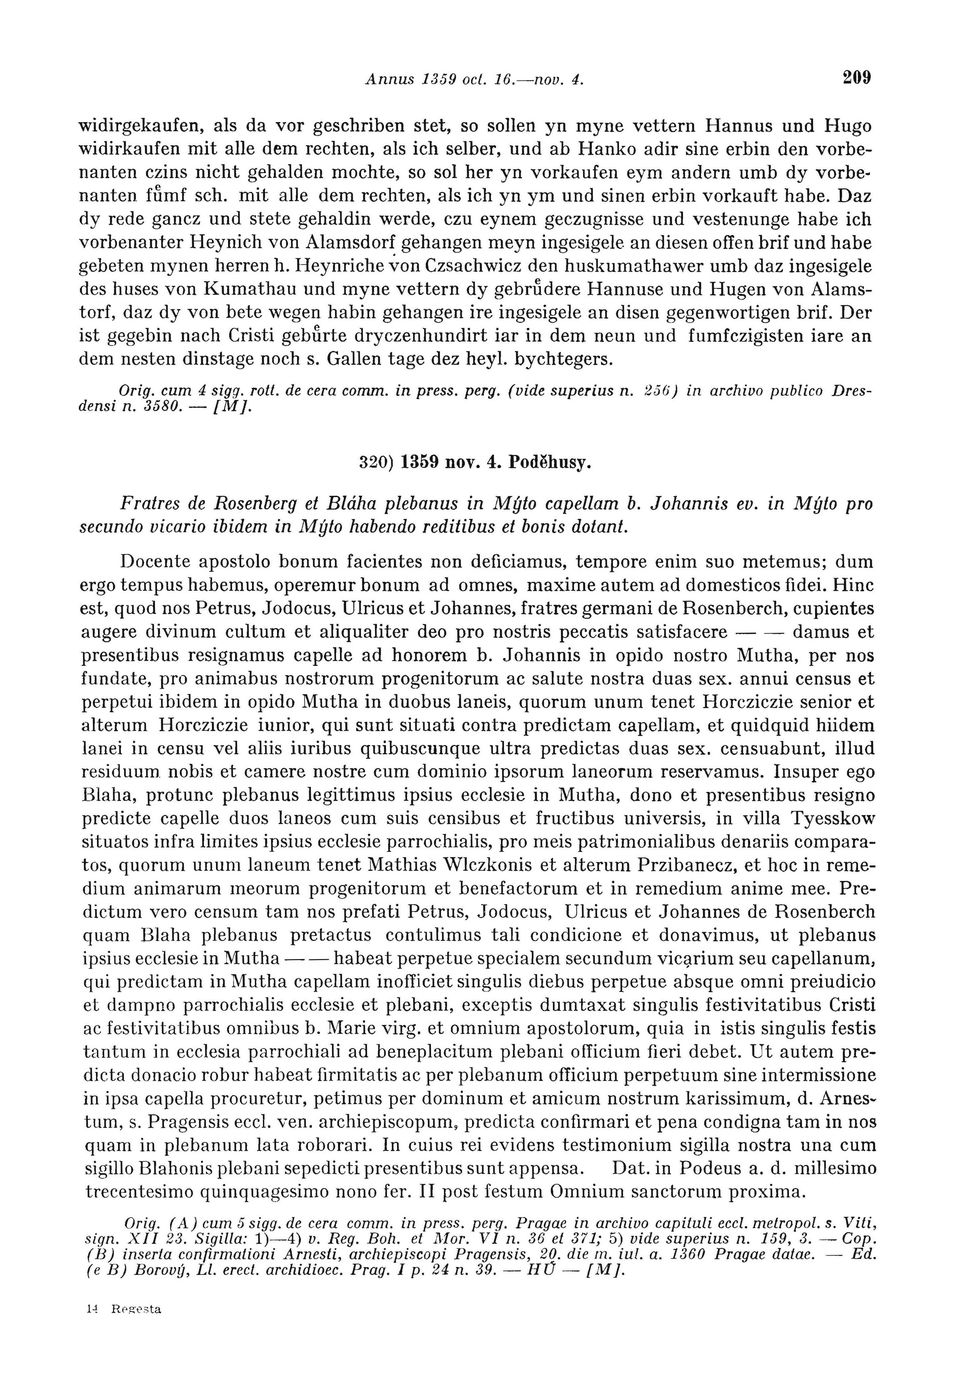 Annus 1359 oct. 16.—nov. 4. 209
widirgekaufen, als da vor geschriben stet, so sollen yn myne vettern Hannus und Hugo
widirkaufen mit alle dem rechten, als ich selber, und ab Hanko adir sine erbin den vorbe-
nanten czins nicht gehalden mochte, so sol her yn vorkaufen eym andern umb dy vorbe-
nanten fuͤmf sch. mit alle dem rechten, als ich yn ym und sinen erbin vorkauft habe. Daz
dy rede gancz und stete gehaldin werde, czu eynem geczugnisse und vestenunge habe ich
vorbenanter Heynich von Alamsdorf gehangen meyn ingesigele an diesen offen brif und habe
gebeten mynen herren h. Heynriche von Czsachwicz den huskumathawer umb daz ingesigele
des huses von Kumathau und myne vettern dy gebruͤdere Hannuse und Hugen von Alams-
torf, daz dy von bete wegen habin gehangen ire ingesigele an disen gegenwortigen brif. Der
ist gegebin nach Cristi gebuͤrte dryczenhundirt iar in dem neun und fumfczigisten iare an
dem nesten dinstage noch s. Gallen tage dez heyl. bychtegers.
Orig. cum 4 sigg. rott. de cera comm. in press. perg. (vide superius n. 256) in archivo publico Dres-
densi n. 3580. — [M].
320) 1359 nov. 4. Poděhusy.
Fratres de Rosenberg et Bláha plebanus in Mýto capellam b. Johannis ev. in Mýto pro
secundo vicario ibidem in Mýto habendo reditibus et bonis dotant.
Docente apostolo bonum facientes non deficiamus, tempore enim suo metemus; dum
ergo tempus habemus, operemur bonum ad omnes, maxime autem ad domesticos fidei. Hinc
est, quod nos Petrus, Jodocus, Ulricus et Johannes, fratres germani de Rosenberch, cupientes
augere divinum cultum et aliqualiter deo pro nostris peccatis satisfacere — — damus et
presentibus resignamus capelle ad honorem b. Johannis in opido nostro Mutha, per nos
fundate, pro animabus nostrorum progenitorum ac salute nostra duas sex. annui census et
perpetui ibidem in opido Mutha in duobus laneis, quorum unum tenet Horcziczie senior et
alterum Horcziczie iunior, qui sunt situati contra predictam capellam, et quidquid hiidem
lanei in censu vel aliis iuribus quibuscunque ultra predictas duas sex. censuabunt, illud
residuum nobis et camere nostre cum dominio ipsorum laneorum reservamus. Insuper ego
Blaha, protunc plebanus legittimus ipsius ecclesie in Mutha, dono et presentibus resigno
predicte capelle duos laneos cum suis censibus et fructibus universis, in villa Tyesskow
situatos infra limites ipsius ecclesie parrochialis, pro meis patrimonialibus denariis compara-
tos, quorum unum laneum tenet Mathias Wlczkonis et alterum Przibanecz, et hoc in reme-
dium animarum meorum progenitorum et benefactorum et in remedium anime mee. Pre-
dictum vero censum tam nos prefati Petrus, Jodocus, Ulricus et Johannes de Rosenberch
quam Blaha plebanus pretactus contulimus tali condicione et donavimus, ut plebanus
ipsius ecclesie in Mutha — — habeat perpetue specialem secundum vicarium seu capellanum,
qui predictam in Mutha capellam inofficiet singulis diebus perpetue absque omni preiudicio
et dampno parrochialis ecclesie et plebani, exceptis dumtaxat singulis festivitatibus Cristi
ac festivitatibus omnibus b. Marie virg. et omnium apostolorum, quia in istis singulis festis
tantum in ecclesia parrochiali ad beneplacitum plebani officium fieri debet. Ut autem pre-
dicta donacio robur habeat firmitatis ac per plebanum officium perpetuum sine intermissione
in ipsa capella procuretur, petimus per dominum et amicum nostrum karissimum, d. Arnes-
tum, s. Pragensis eccl. ven. archiepiscopum, predicta confirmari et pena condigna tam in nos
quam in plebanum lata roborari. In cuius rei evidens testimonium sigilla nostra una cum
sigillo Blahonis plebani sepedicti presentibus sunt appensa. Dat. in Podeus a. d. millesimo
trecentesimo quinquagesimo nono fer. II post festum Omnium sanctorum proxima.
Orig. (A) cum 5 sigg. de cera comm. in press. perg. Pragae in archivo capituli eccl. metropol. s. Viti,
sign. XII 23. Sigilla: 1)—4) v. Reg. Boh. et Mor. VI n. 36 et 371; 5) vide superius n. 159, 3. — Cop.
(B) inserta confirmationi Arnesti, archiepiscopi Pragensis, 20. die m. iul. a. 1360 Pragae datae. — Ed.
(e B) Borový, Ll. erect. archidioec. Prag. I p. 24 n. 39. — HÚ — [M].
14 Regesta